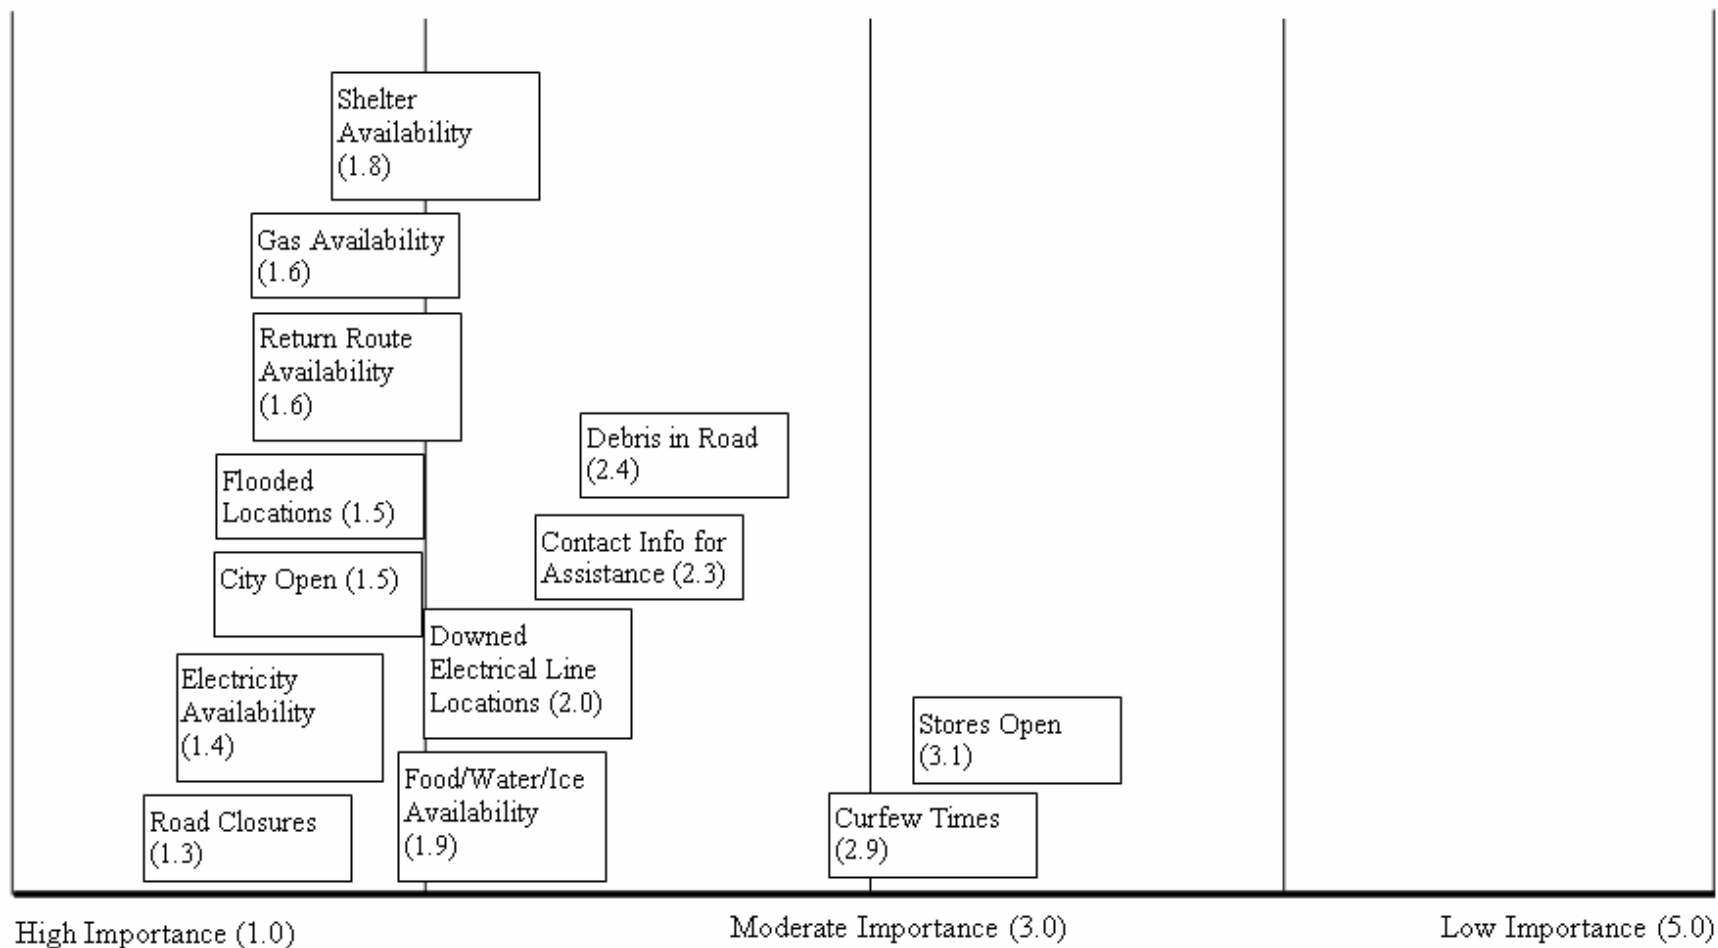 Shelter
Availability
(1.8)
Gas Availability
(1.6)
Return Route
Availability
(1.6)
Flooded
Locations (1.5)
City Open (1.5)
Electricity
Availability
(1.4)
Road Closures
(1.3)
Debris in Road
(2.4)
Contact Info for
Assistance (2.3)
Downed
Electrical Line
Locations (2.0)
Food/Water/Ice
Availability
(1.9)
Stores Open
(3.1)
Curfew Times
(2.9)
High Importance (1.0)
Moderate Importance (3.0)
Low Importance (5.0)